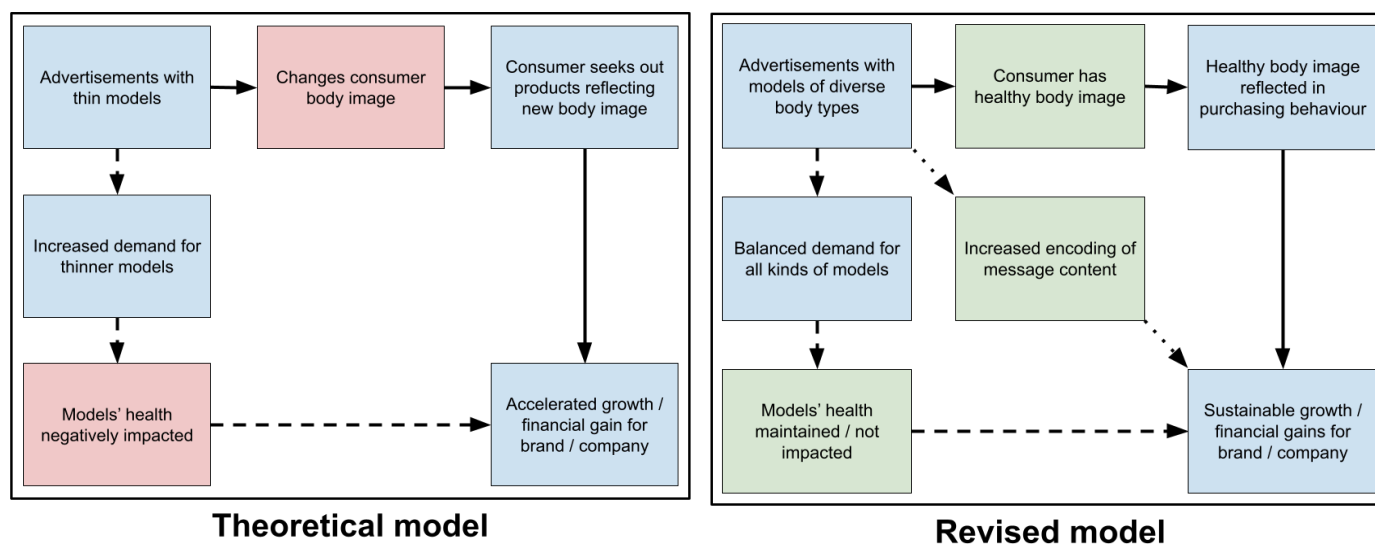 Advertisements with
thin models
Changes consumer
body image
Consumer seeks out
products reflecting
new body image
Increased demand for
thinner models
Models’ health
negatively impacted
Accelerated growth /
financial gain for
brand / company
Theoretical model
Advertisements with
models of diverse
body types
Consumer has
healthy body image
Healthy body image
reflected in
purchasing behaviour
Balanced demand for
all kinds of models
Increased encoding of
message content
Models’ health
maintained / not
impacted
Sustainable growth /
financial gains for
brand / company
Revised model